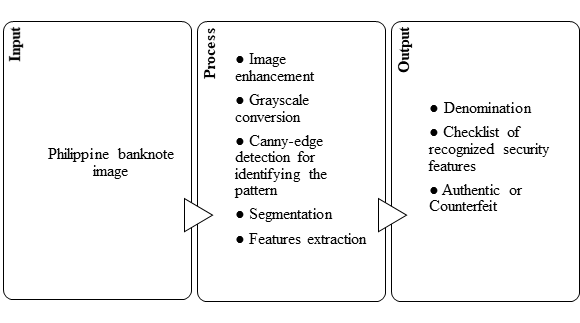 Input
Philippine banknote
image
Process
● Image
enhancement
● Grayscale
conversion
● Canny-edge
detection for
identifying the
pattern
● Segmentation
● Features extraction
Output
● Denomination
● Checklist of
recognized security
features
● Authentic or
Counterfeit